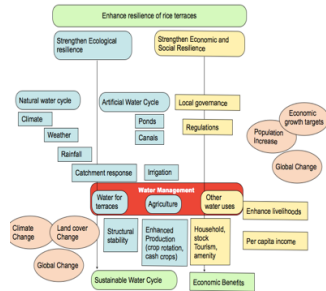 Enhance resilience of rice terraces
Strengthen Ecological
resilience
Strengthen Economic and
Social Resilience
Natural water cycle
Climate
Weather
Rainfall
Catchment response
Artificial Water Cycle
Ponds
Canals
Irrigation
Local governance
Regulations
Economic
growth targets
Population
Increase
Global Change
Water Management
Water for
terraces
Agriculture
Other
water uses
Enhance livelihoods
Per capita income
Climate
Change
Land cover
Change
Global Change
Structural
stability
Enhanced
Production
(crop rotation,
cash crops)
Household,
stock
Tourism,
amenity
Sustainable Water Cycle
Economic Benefits